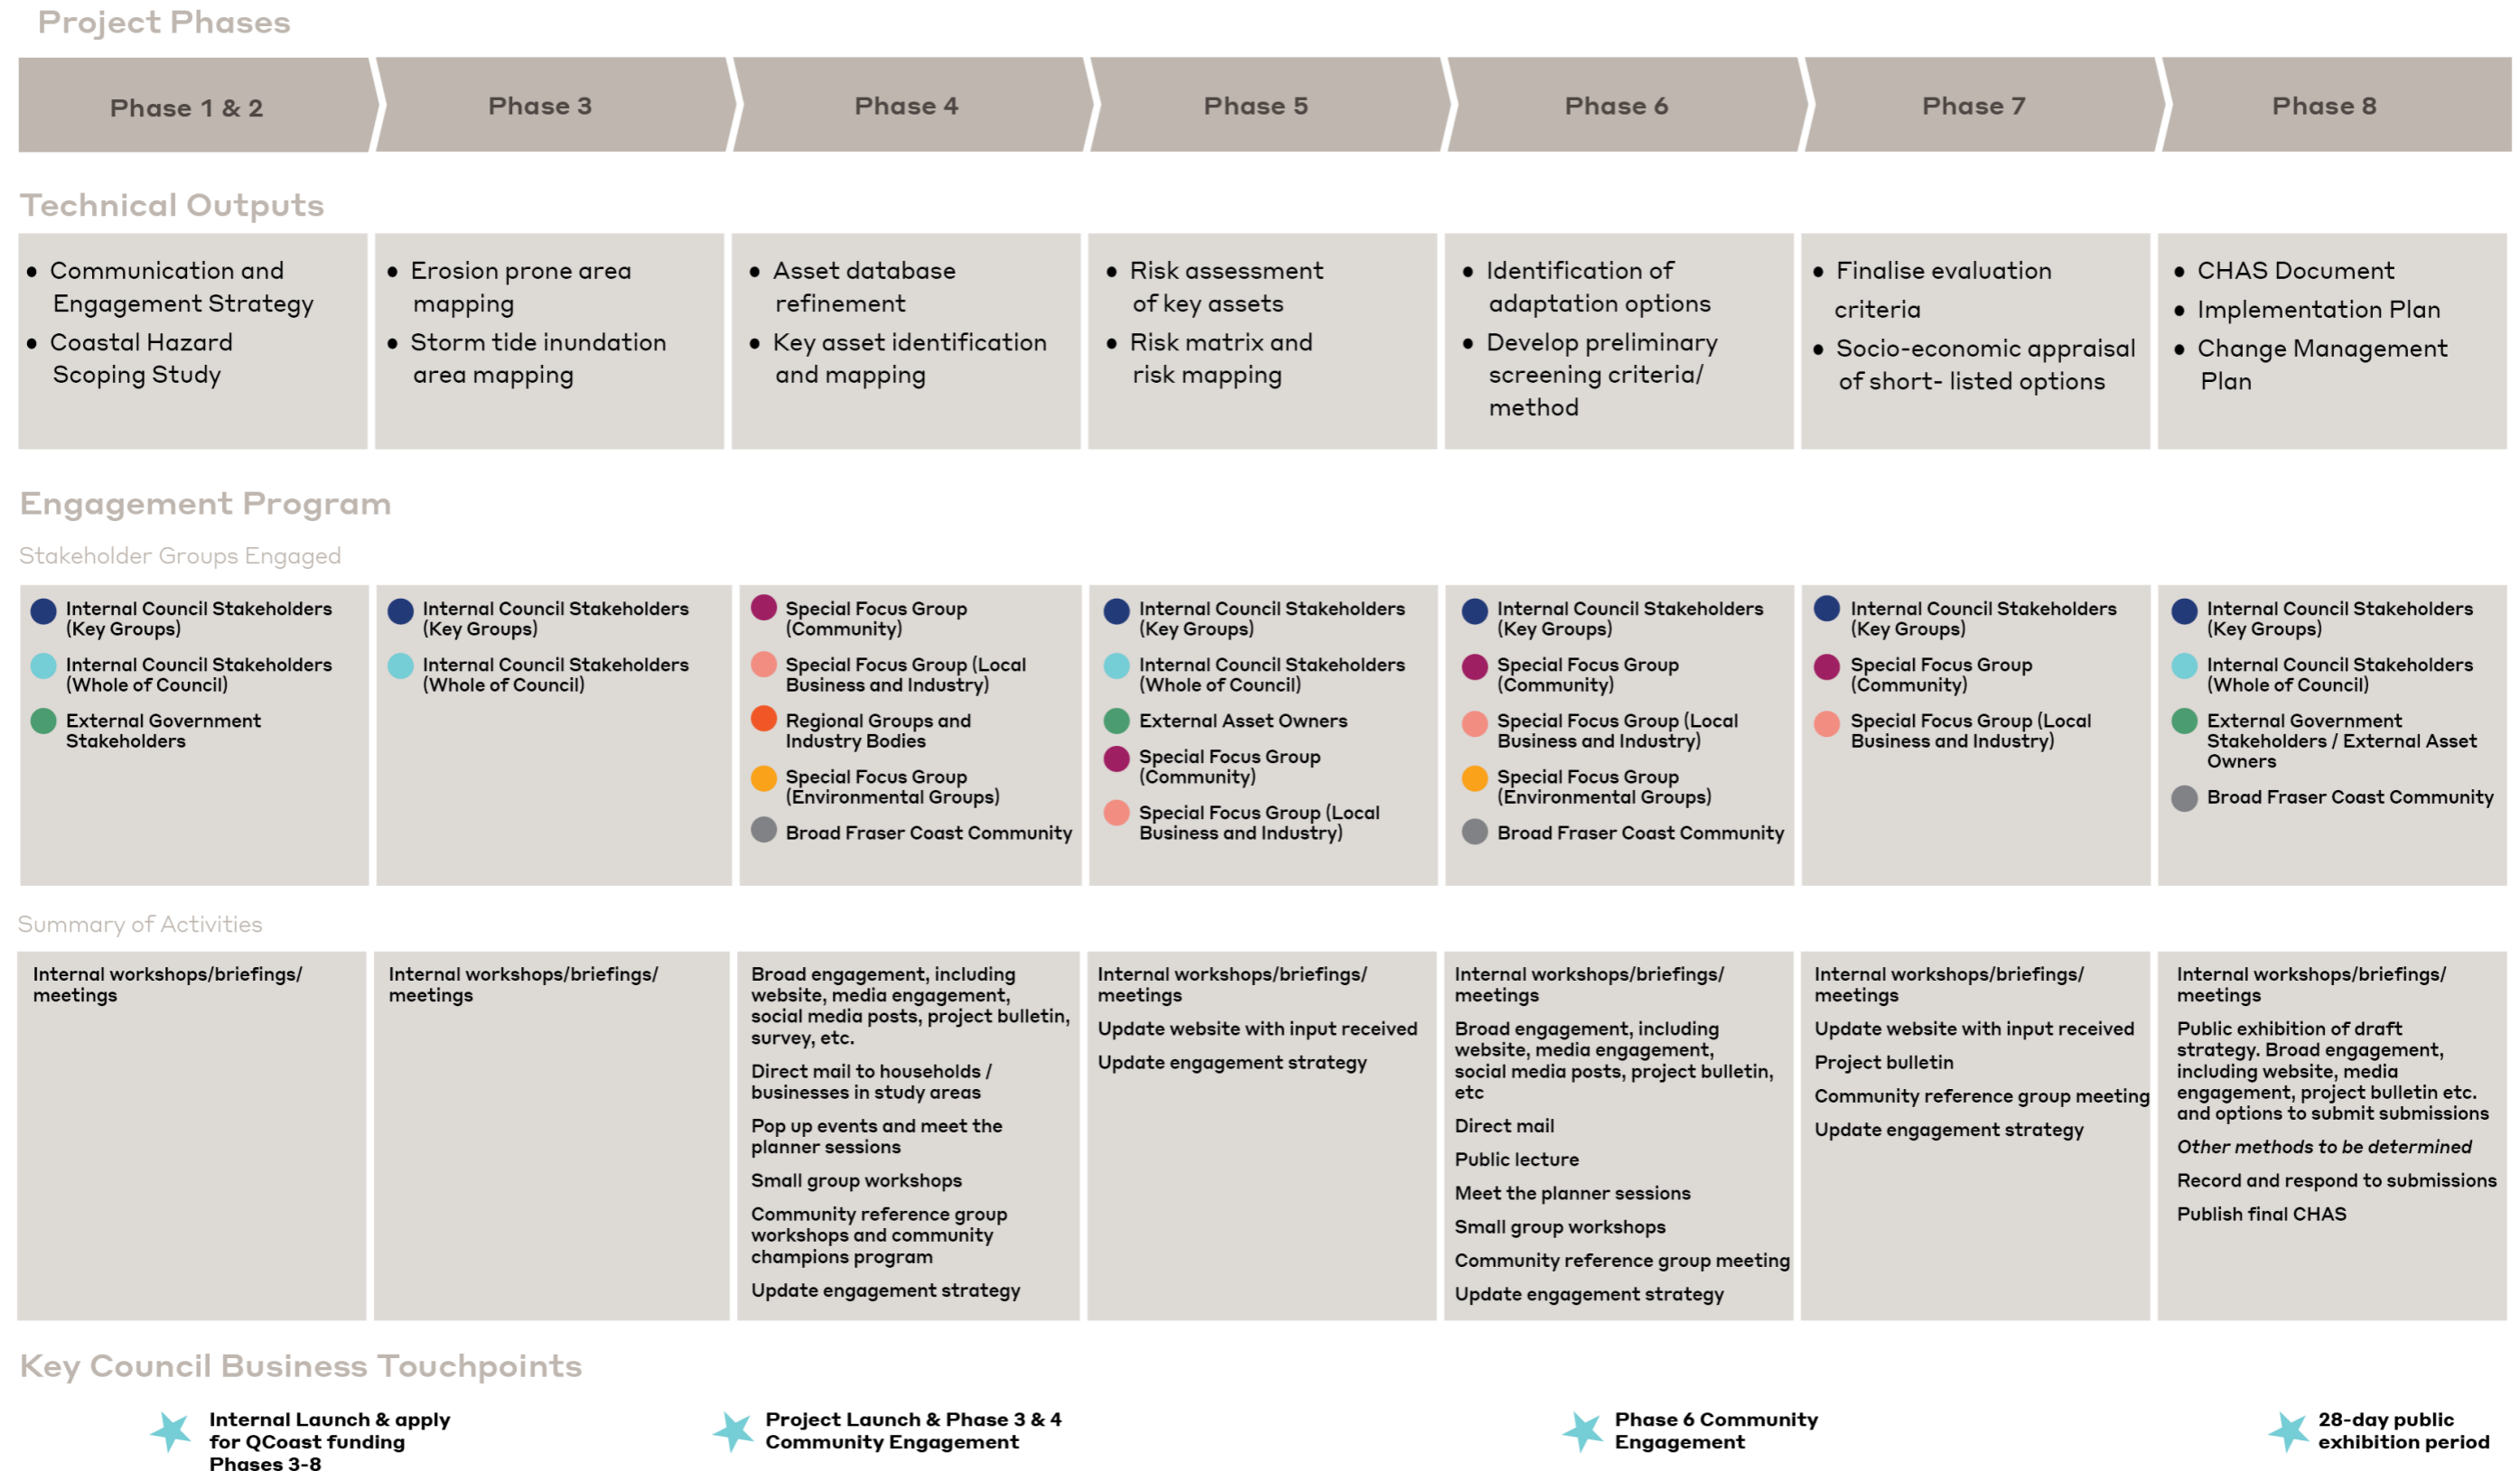 Project Phases
Phase 1 & 2
Phase 3
Phase 4
Phase 5
Phase 6
Phase 7
Phase 8
Technical Outputs
• Communication and
Engagement Strategy
• Coastal Hazard
Scoping Study
• Erosion prone area
mapping
• Storm tide inundation
area mapping
• Asset database
refinement
• Key asset identification
and mapping
• Risk assessment
of key assets
• Risk matrix and
risk mapping
• Identification of
adaptation options
• Develop preliminary
screening criteria/
method
• Finalise evaluation
criteria
• Socio-economic appraisal
of short- listed options
• CHAS Document
• Implementation Plan
• Change Management
Plan
Engagement Program
Stakeholder Groups Engaged
Internal Council Stakeholders
(Key Groups)
Internal Council Stakeholders
(Whole of Council)
External Government
Stakeholders
Internal Council Stakeholders
(Key Groups)
Internal Council Stakeholders
(Whole of Council)
Special Focus Group
(Community)
Special Focus Group (Local
Business and Industry)
Regional Groups and
Industry Bodies
Special Focus Group
(Environmental Groups)
Broad Fraser Coast Community
Internal Council Stakeholders
(Key Groups)
Internal Council Stakeholders
(Whole of Council)
External Asset Owners
Special Focus Group
(Community)
Special Focus Group (Local
Business and Industry)
Internal Council Stakeholders
(Key Groups)
Special Focus Group
(Community)
Special Focus Group (Local
Business and Industry)
Special Focus Group
(Environmental Groups)
Broad Fraser Coast Community
Internal Council Stakeholders
(Key Groups)
Special Focus Group
(Community)
Special Focus Group (Local
Business and Industry)
Internal Council Stakeholders
(Key Groups)
Internal Council Stakeholders
(Whole of Council)
External Government
Stakeholders / External Asset
Owners
Broad Fraser Coast Community
Summary of Activities
Internal workshops/briefings/
meetings
Internal workshops/briefings/
meetings
Broad engagement, including
website, media engagement,
social media posts, project bulletin,
survey, etc.
Direct mail to households /
businesses in study areas
Pop up events and meet the
planner sessions
Small group workshops
Community reference group
workshops and community
champions program
Update engagement strategy
Internal workshops/briefings/
meetings
Update website with input received
Update engagement strategy
Internal workshops/briefings/
meetings
Broad engagement, including
website, media engagement,
social media posts, project bulletin,
etc
Direct mail
Public lecture
Meet the planner sessions
Small group workshops
Community reference group meeting
Update engagement strategy
Internal workshops/briefings/
meetings
Update website with input received
Project bulletin
Community reference group meeting
Update engagement strategy
Internal workshops/briefings/
meetings
Public exhibition of draft
strategy. Broad engagement,
including website, media
engagement, project bulletin etc.
and options to submit submissions
Other methods to be determined
Record and respond to submissions
Publish final CHAS
Key Council Business Touchpoints
Internal Launch & apply
for QCoast funding
Phases 3-8
Project Launch & Phase 3 & 4
Community Engagement
Phase 6 Community
Engagement
28-day public
exhibition period